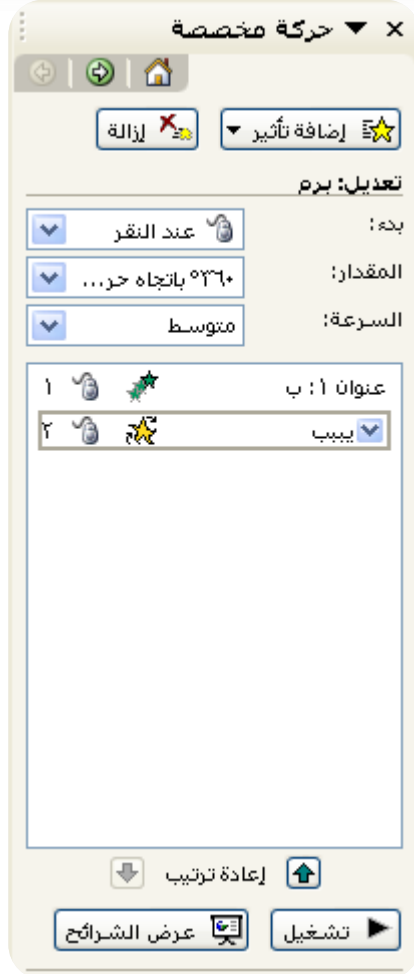 حركة مخصصة
إضافة تأثير إزالة
تعديل: برم
بدء: عند النقر
المقدار: ٣٦٠° باتجاه حر...
السرعة: متوسط
عنوان ١: ب ١
ييبب ٢
إعادة ترتيب
تشغيل عرض الشرائح